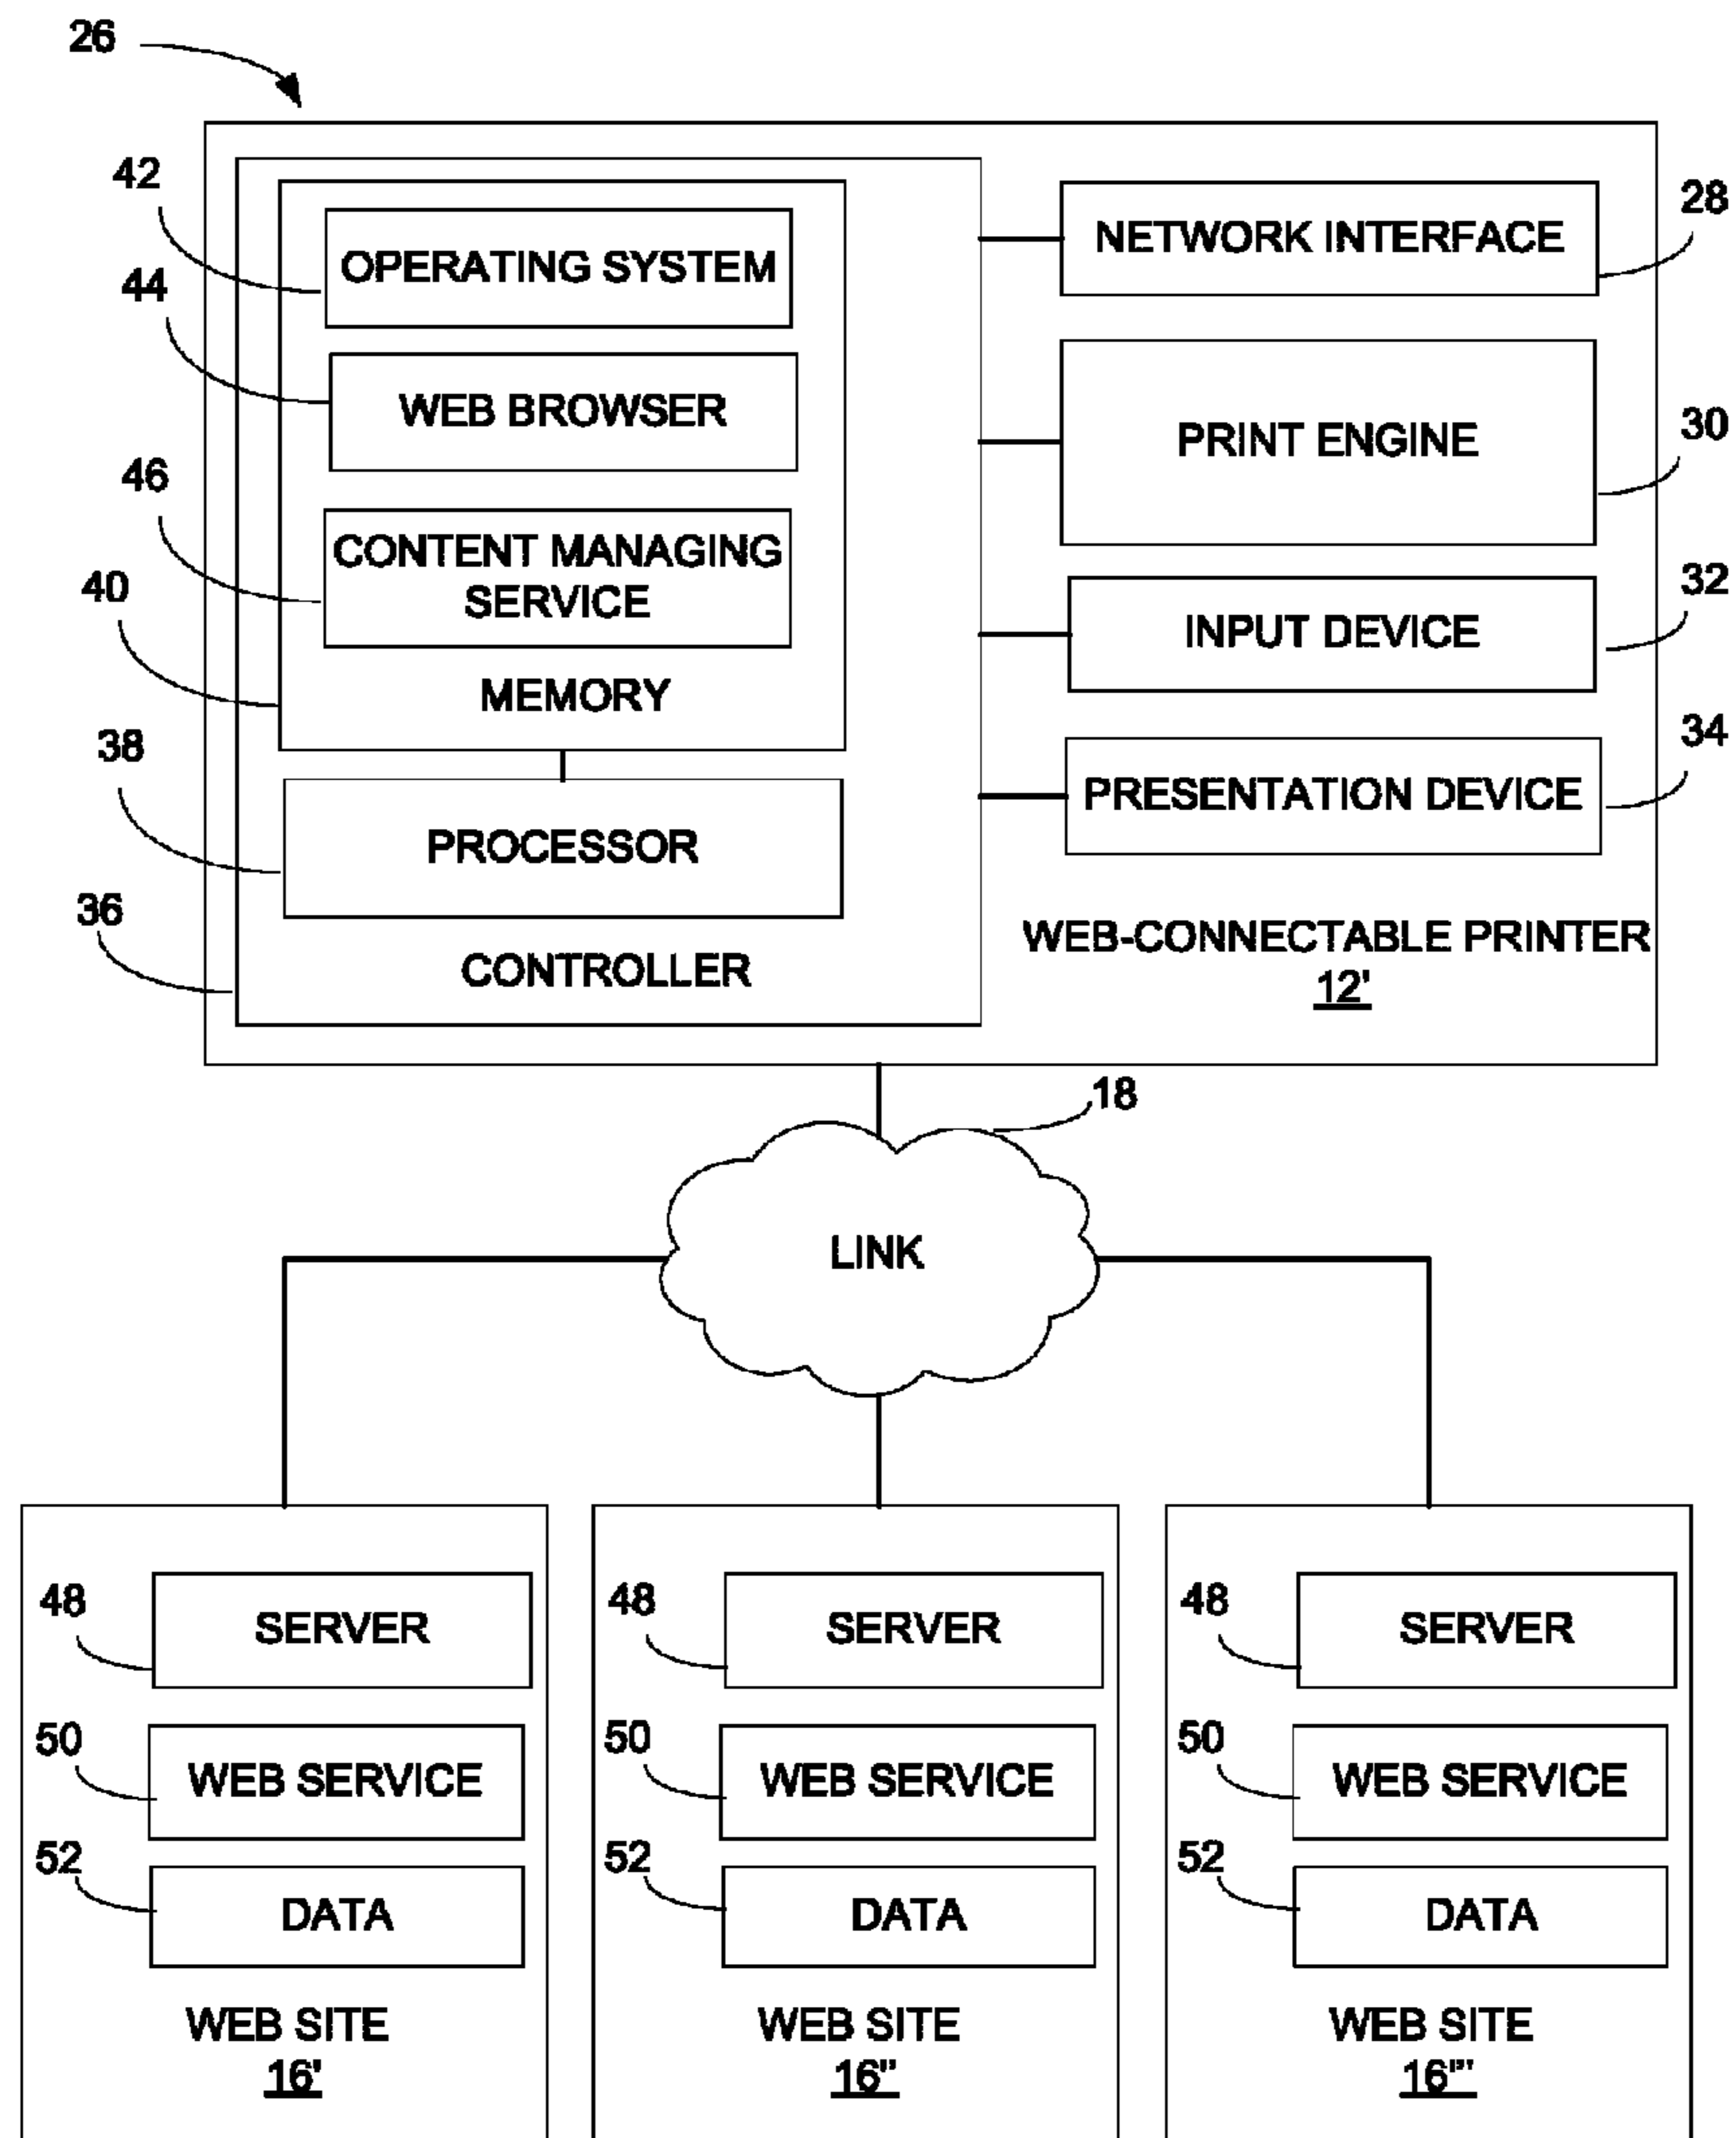 26
42
OPERATING SYSTEM
NETWORK INTERFACE
28
44
WEB BROWSER
PRINT ENGINE
30
46
CONTENT MANAGING
SERVICE
40
INPUT DEVICE
32
MEMORY
38
PRESENTATION DEVICE
34
PROCESSOR
36
CONTROLLER
WEB-CONNECTABLE PRINTER
12'
18
LINK
48
SERVER
50
WEB SERVICE
52
DATA
WEB SITE
16'
48
SERVER
50
WEB SERVICE
52
DATA
WEB SITE
16''
48
SERVER
50
WEB SERVICE
52
DATA
WEB SITE
16'''